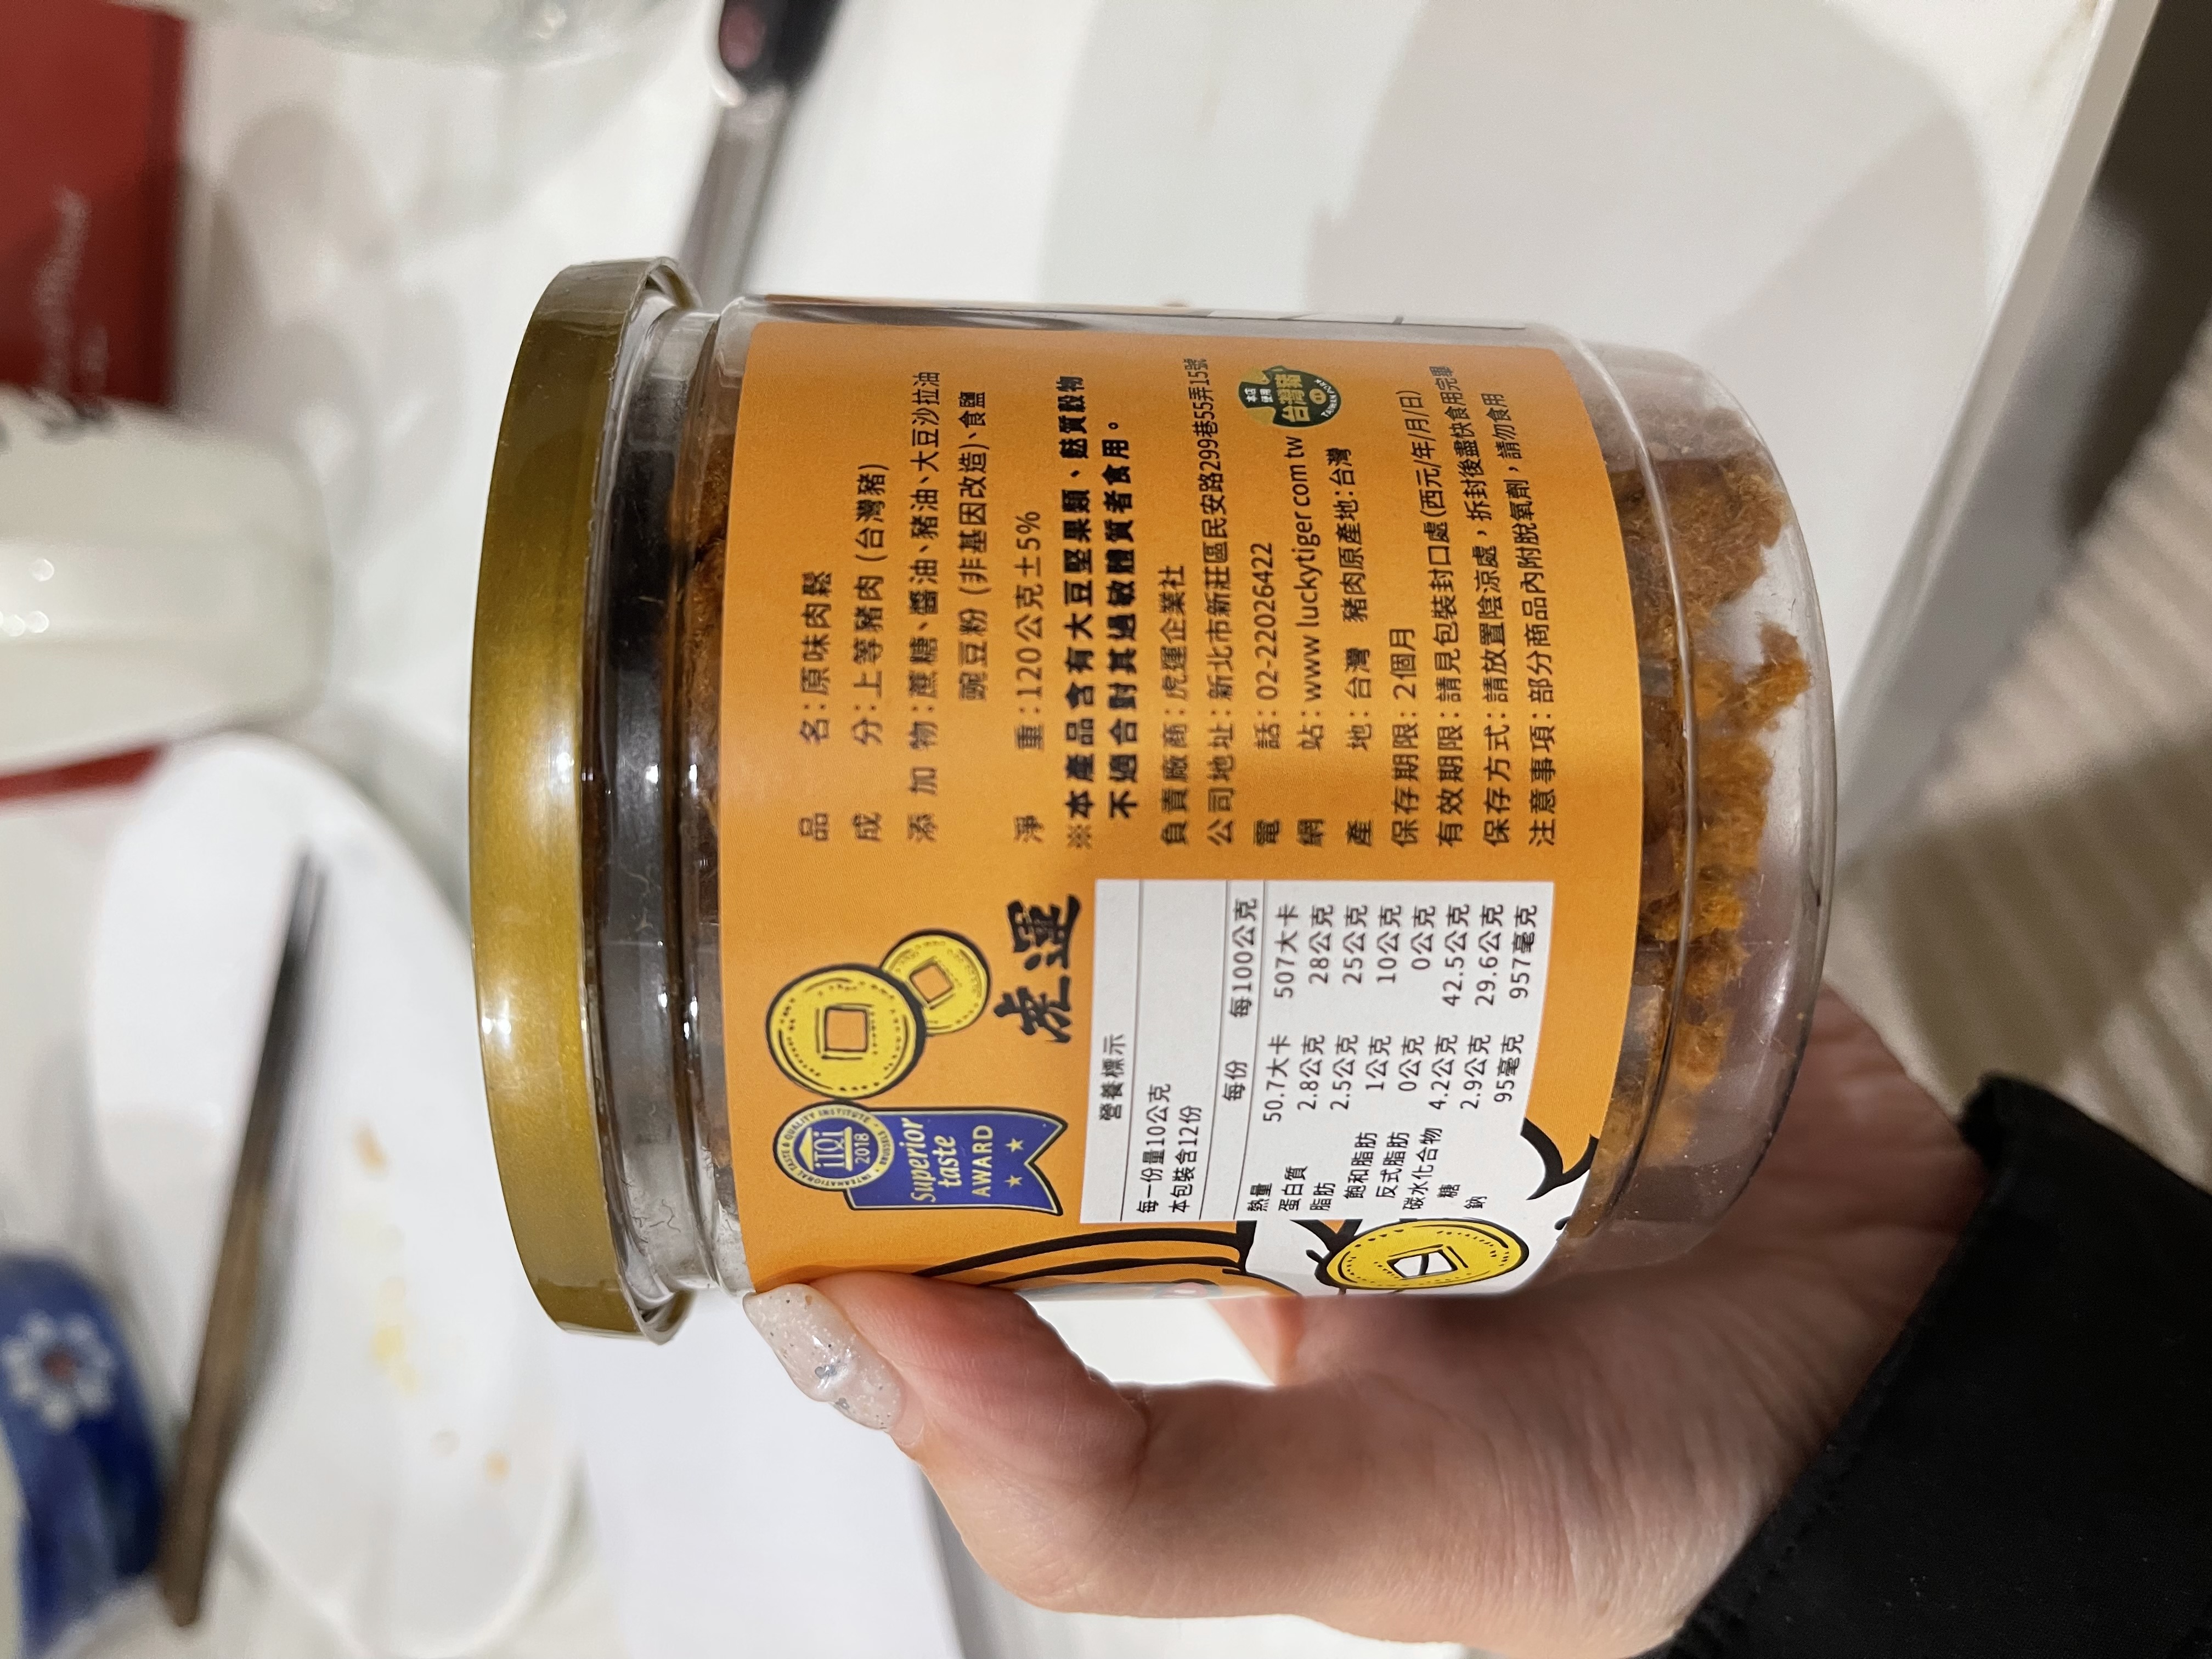 品名:原味肉鬆
成分:上等豬肉(台灣豬)
添加物:蔗糖、醬油、豬油、大豆沙拉油
豌豆粉(非基因改造)、食鹽
淨重:120公克±5%
※本產品含有大豆堅果類、麩質穀物
不適合對其過敏體質者食用。
負責廠商:虎運企業社
公司地址:新北市新莊區民安路299巷55弄15號
電話:02-22026422
網站:www luckytiger com tw
產地:台灣 豬肉原產地:台灣
保存期限:2個月
有效期限:請見包裝封口處(西元/年/月/日)
保存方式:請放置陰涼處,拆封後盡快食用完畢
注意事項:部分商品內附脫氧劑,請勿食用
本店
使用
台灣豬
TAIWAN PORK
INTERNATIONAL TASTE & QUALITY INSTITUTE
BRUSSELS
iTQi
2018
Superior
taste
AWARD
虎運
營養標示
每一份量10公克
本包裝含12份
每份 每100公克
熱量 50.7大卡 507大卡
蛋白質 2.8公克 28公克
脂肪 2.5公克 25公克
飽和脂肪 1公克 10公克
反式脂肪 0公克 0公克
碳水化合物 4.2公克 42.5公克
糖 2.9公克 29.6公克
鈉 95毫克 957毫克